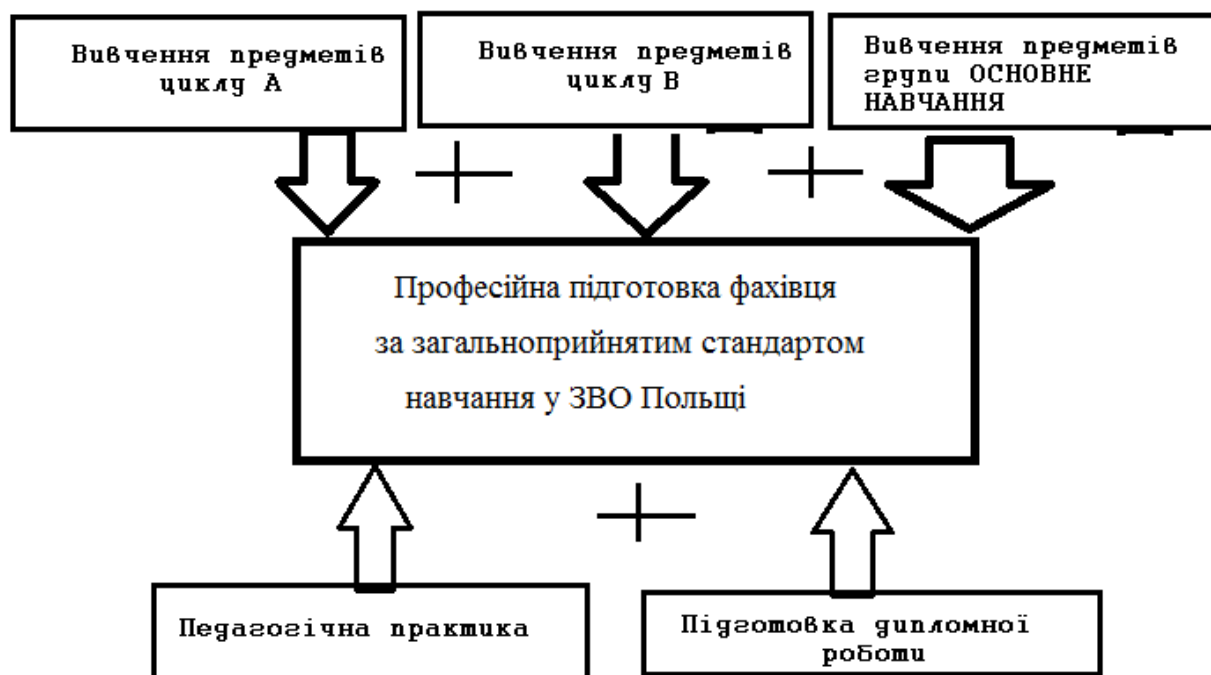 Вивчення предметів
циклу А
Вивчення предметів
циклу В
Вивчення предметів
групи ОСНОВНЕ
НАВЧАННЯ
Професійна підготовка фахівця
за загальноприйнятим стандартом
навчання у ЗВО Польщі
Педагогічна практика
Підготовка дипломної
роботи